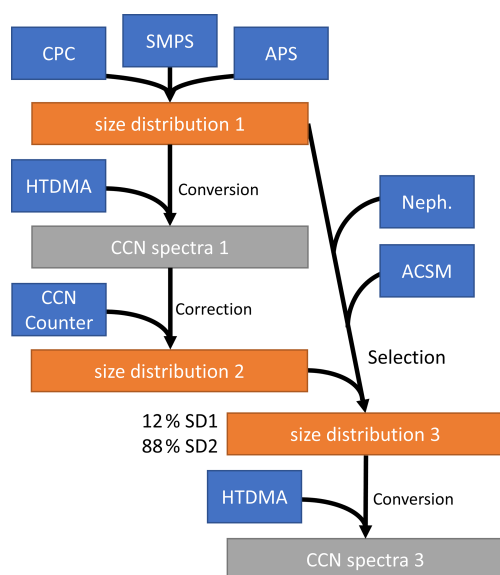 SMPS
CPC
APS
size distribution 1
HTDMA
Conversion
Neph.
CCN spectra 1
ACSM
CCN
Counter
Correction
Selection
size distribution 2
12% SD1
88% SD2
size distribution 3
HTDMA
Conversion
CCN spectra 3